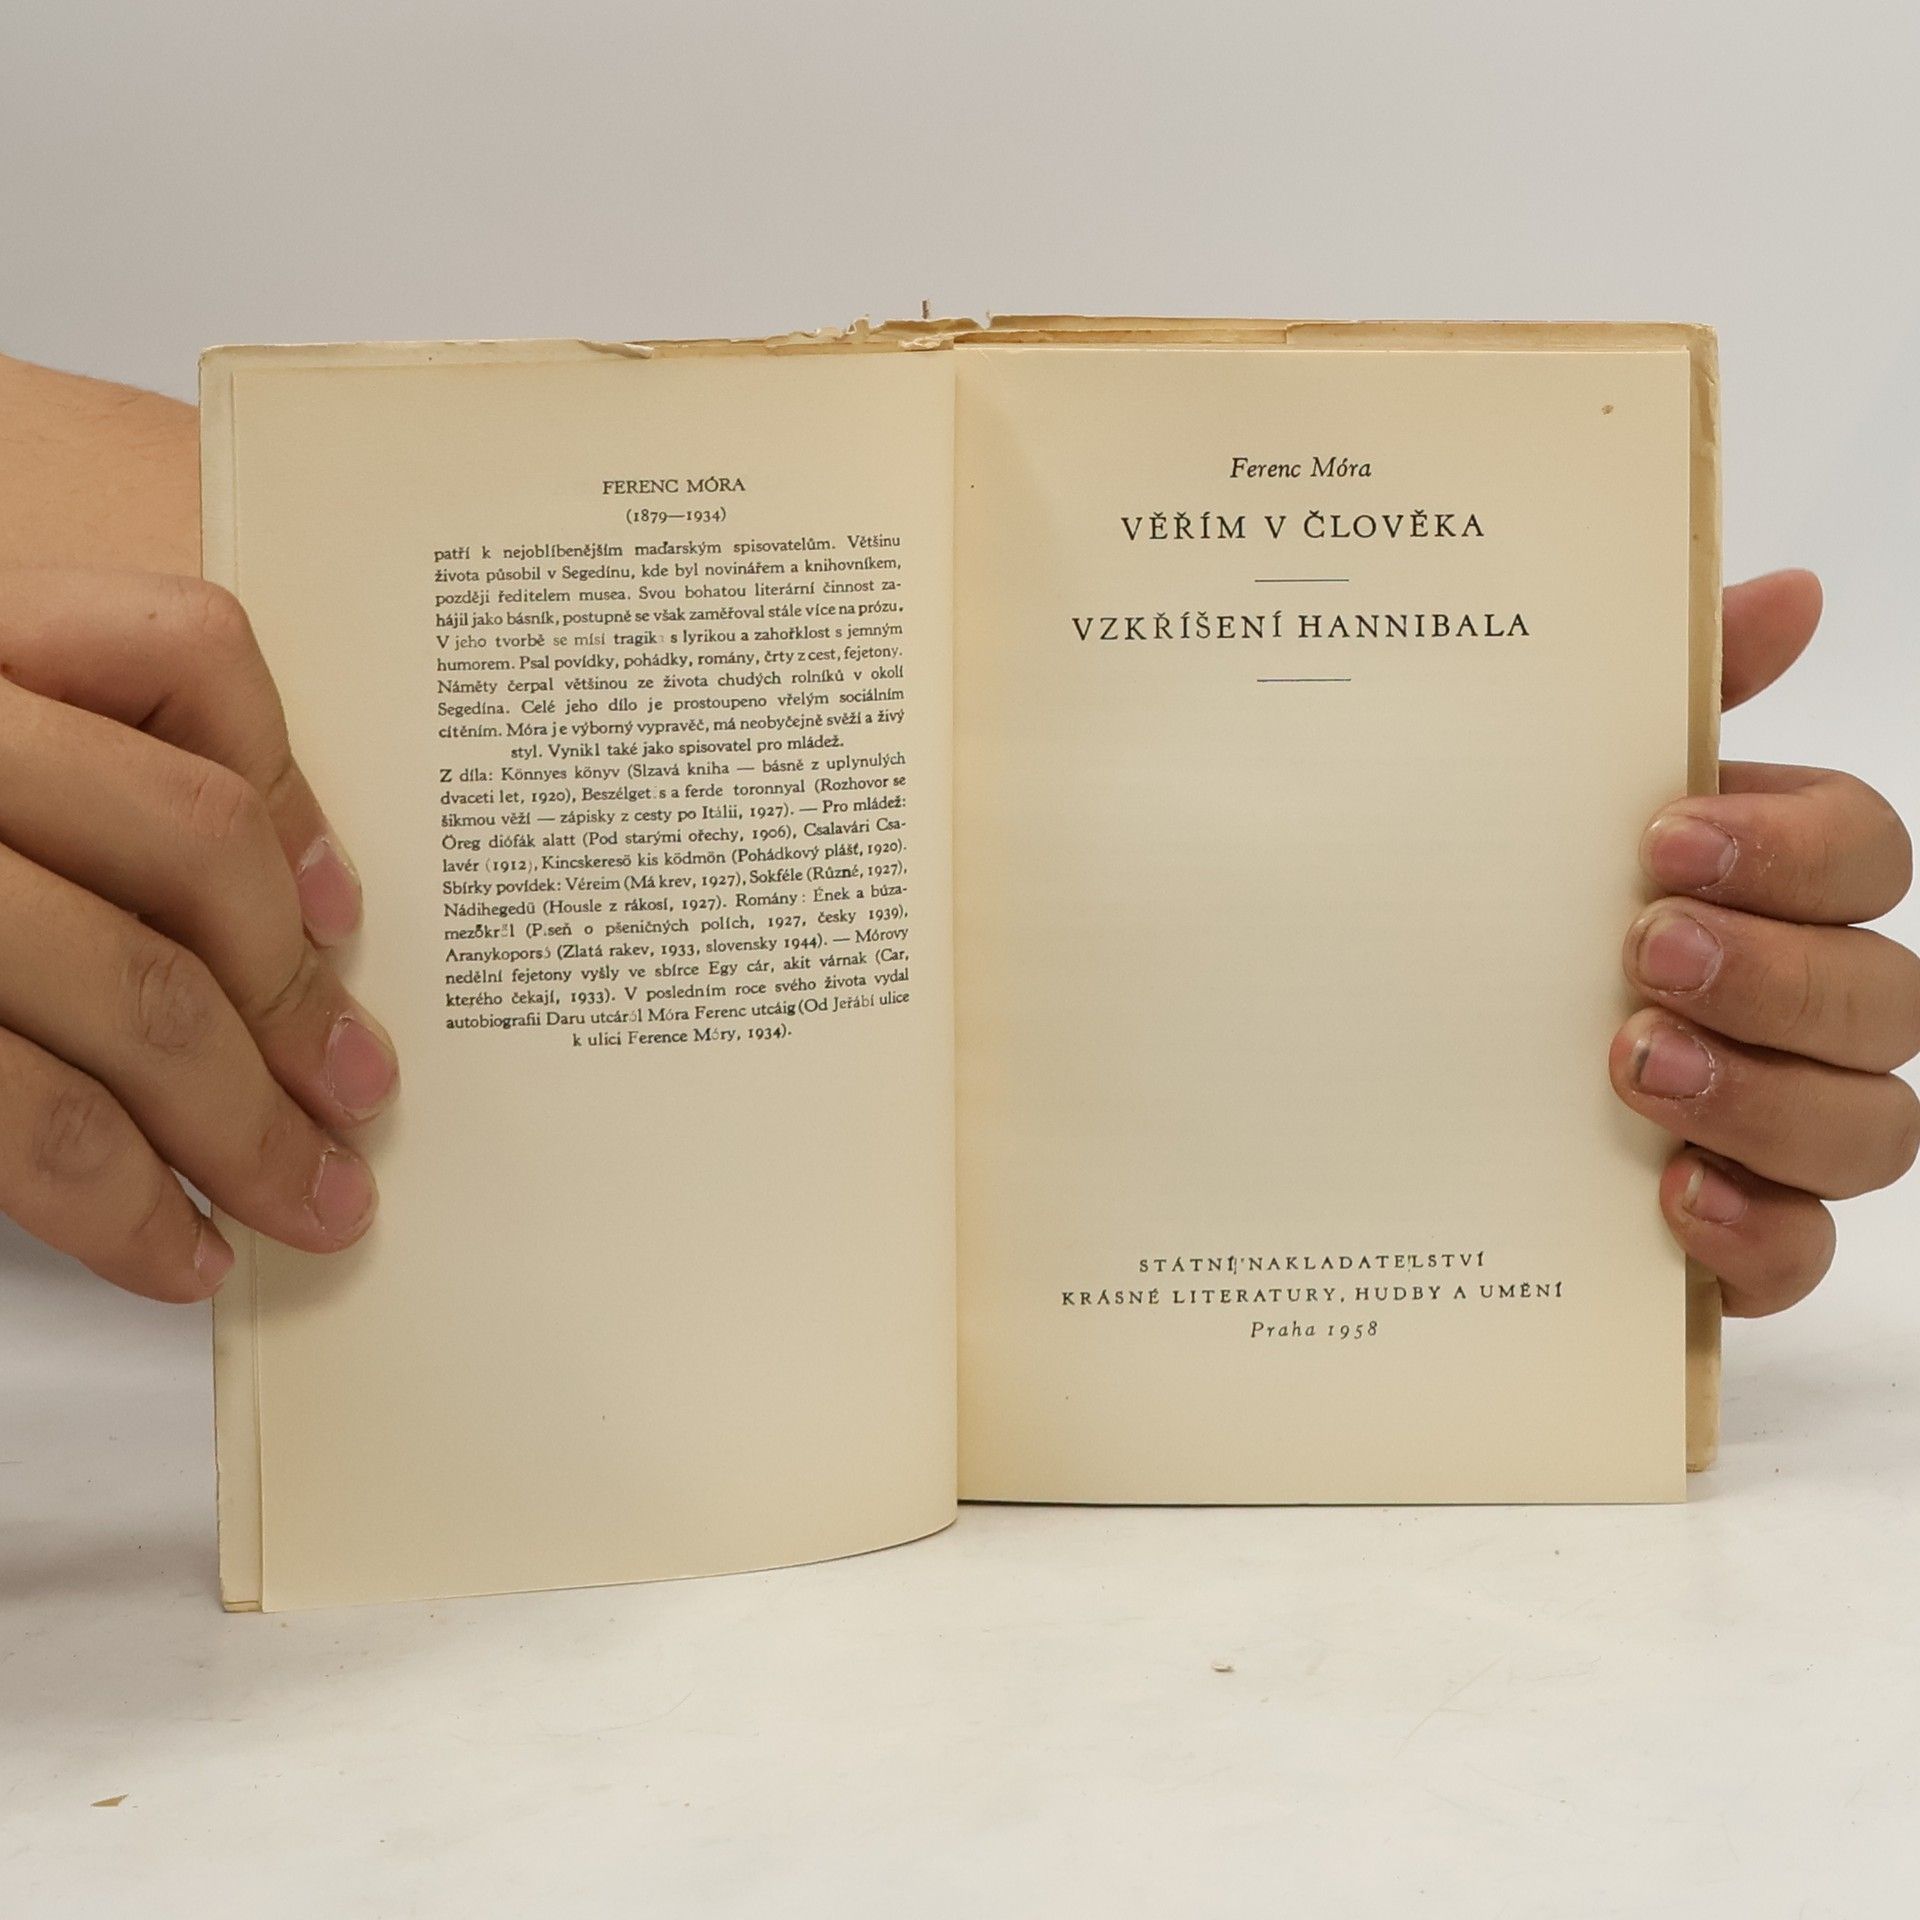 FERENC MÓRA
(1879—1934)
patří k nejoblíbenějším maďarským spisovatelům. Většinu
života působil v Segedínu, kde byl novinářem a knihovníkem,
později ředitelem musea. Svou bohatou literární činnost za-
hájil jako básník, postupně se však zaměřoval stále více na prózu.
V jeho tvorbě se mísí tragika s lyrikou a zahořklost s jemným
humorem. Psal povídky, pohádky, romány, črty z cest, fejetony.
Náměty čerpal většinou ze života chudých rolníků v okolí
Segedína. Celé jeho dílo je prostoupeno vřelým sociálním
cítěním. Móra je výborný vypravěč, má neobyčejně svěží a živý
styl. Vynikl také jako spisovatel pro mládež.
Z díla: Könnyes könyv (Slzavá kniha — básně z uplynulých
dvaceti let, 1920), Beszélgetés a ferde toronnyal (Rozhovor se
šikmou věží — zápisky z cesty po Itálii, 1927). — Pro mládež:
Öreg diófák alatt (Pod starými ořechy, 1906), Csalavári Csa-
lavér (1912), Kincskereső kis ködmön (Pohádkový plášť, 1920).
Sbírky povídek: Véreim (Má krev, 1927), Sokféle (Různé, 1927),
Nádihegedü (Housle z rákosí, 1927). Romány: Ének a búza-
mezőkről (Píseň o pšeničných polích, 1927, česky 1939),
Aranykoporsó (Zlatá rakev, 1933, slovensky 1944). — Mórovy
nedělní fejetony vyšly ve sbírce Egy cár, akit várnak (Car,
kterého čekají, 1933). V posledním roce svého života vydal
autobiografii Daru utcáról Móra Ferenc utcáig (Od Jeřábí ulice
k ulici Ference Móry, 1934).
Ferenc Móra
VĚŘÍM V ČLOVĚKA
VZKŘÍŠENÍ HANNIBALA
STÁTNÍ NAKLADATELSTVÍ
KRÁSNÉ LITERATURY, HUDBY A UMĚNÍ
Praha 1958